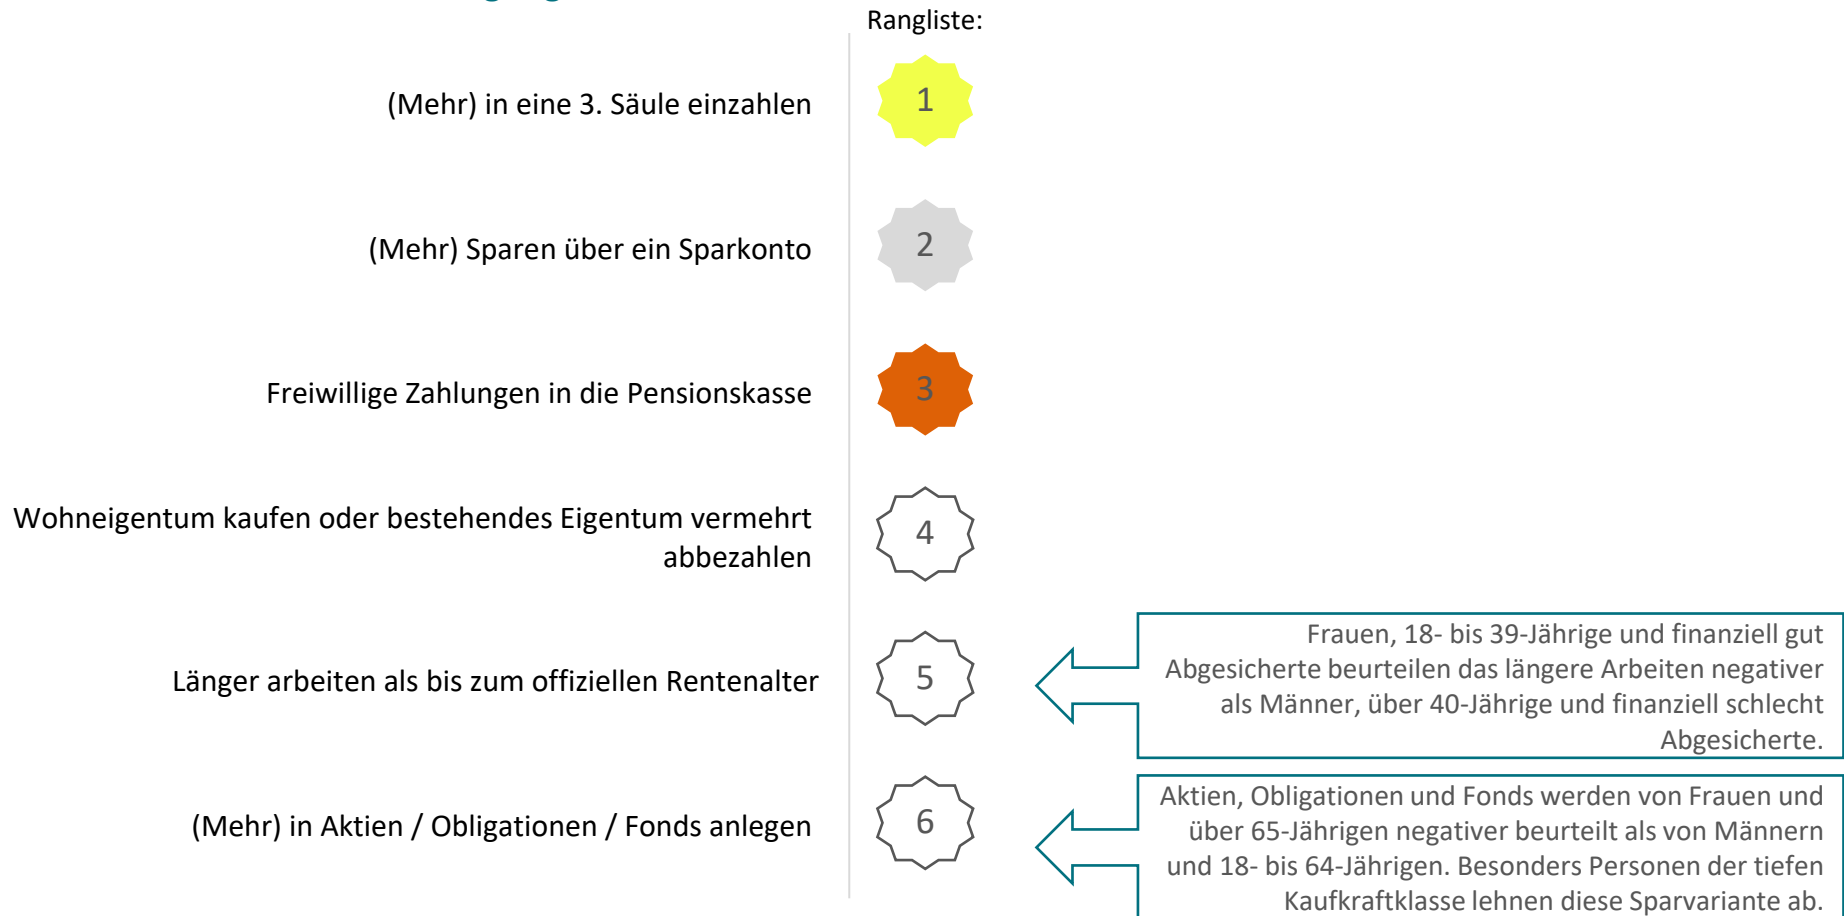 Rangliste:
(Mehr) in eine 3. Säule einzahlen
1
(Mehr) Sparen über ein Sparkonto
2
Freiwillige Zahlungen in die Pensionskasse
3
Wohneigentum kaufen oder bestehendes Eigentum vermehrt
abbezahlen
4
Länger arbeiten als bis zum offiziellen Rentenalter
5
Frauen, 18- bis 39-Jährige und finanziell gut
Abgesicherte beurteilen das längere Arbeiten negativer
als Männer, über 40-Jährige und finanziell schlecht
Abgesicherte.
(Mehr) in Aktien / Obligationen / Fonds anlegen
6
Aktien, Obligationen und Fonds werden von Frauen und
über 65-Jährigen negativer beurteilt als von Männern
und 18- bis 64-Jährigen. Besonders Personen der tiefen
Kaufkraftklasse lehnen diese Sparvariante ab.